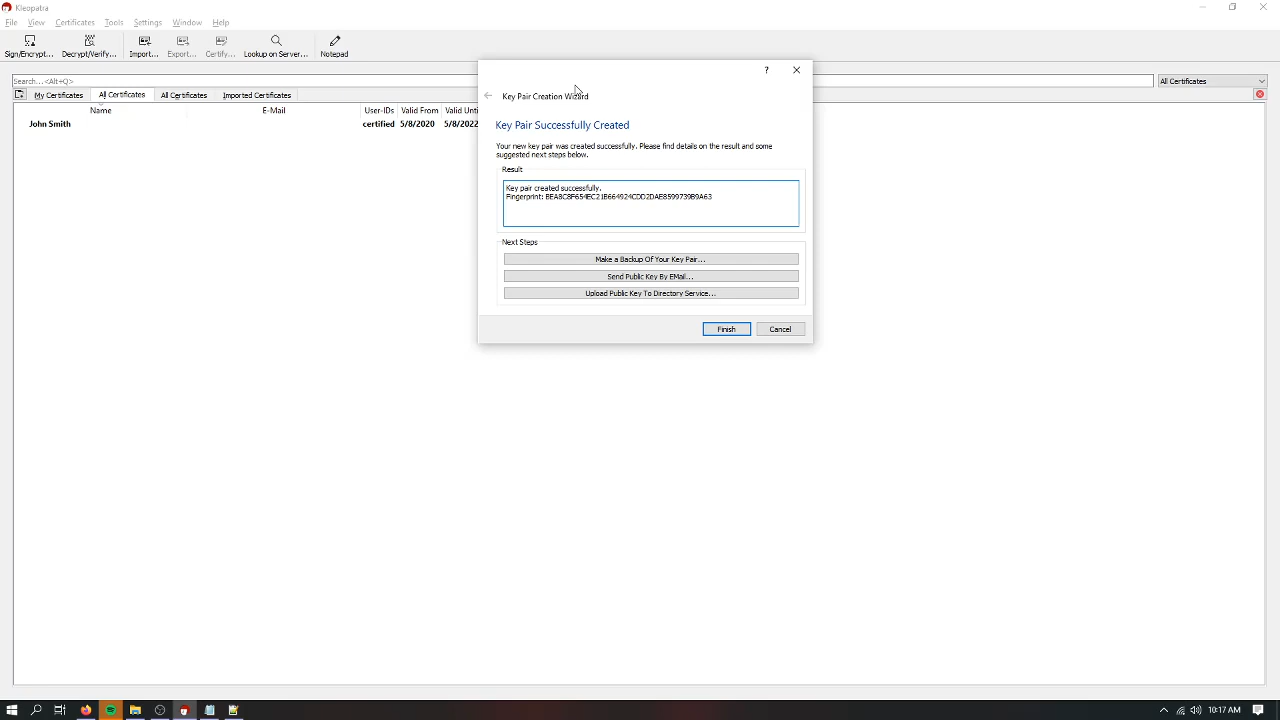 Kleopatra
File View Certificates Tools Settings Window Help
Sign/Encrypt... Decrypt/Verify... Import... Export... Certify... Lookup on Server... Notepad
Search...<Alt+Q>
All Certificates
My Certificates All Certificates All Certificates Imported Certificates
Name E-Mail User-IDs Valid From Valid Until
John Smith certified 5/8/2020 5/8/2022
?
Key Pair Creation Wizard
Key Pair Successfully Created
Your new key pair was created successfully. Please find details on the result and some
suggested next steps below.
Result
Key pair created successfully.
Fingerprint: BEA8C8F654EC21B664924CDD2DAE8599739B9A63
Next Steps
Make a Backup Of Your Key Pair...
Send Public Key By EMail...
Upload Public Key To Directory Service...
Finish Cancel
10:17 AM